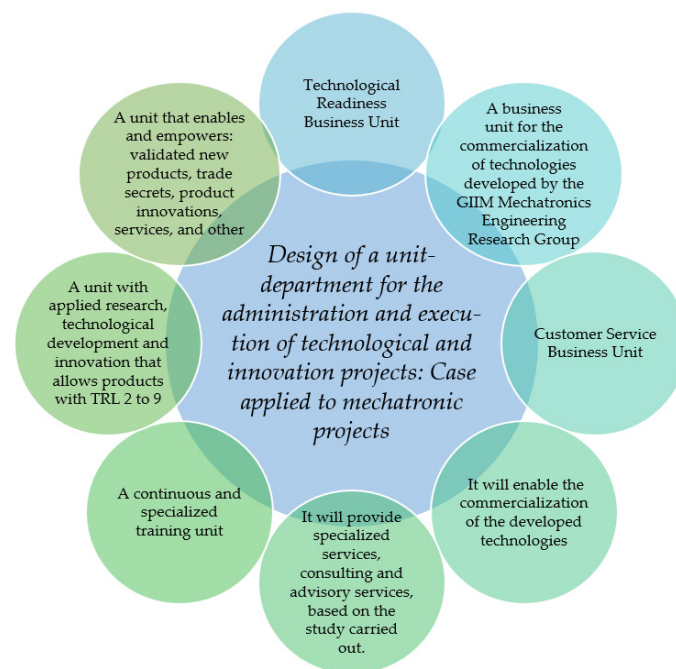 Technological
Readiness
Business Unit
A business
unit for the
commercialization
of technologies
developed by the
GIIM Mechatronics
Engineering
Research Group
Customer Service
Business Unit
It will enable the
commercialization
of the developed
technologies
It will provide
specialized
services,
consulting and
advisory services,
based on the
study carried
out.
A continuous and
specialized
training unit
A unit with
applied research,
technological
development and
innovation that
allows products
with TRL 2 to 9
A unit that enables
and empowers:
validated new
products, trade
secrets, product
innovations,
services, and other
Design of a unit-
department for the
administration and execu-
tion of technological and
innovation projects: Case
applied to mechatronic
projects